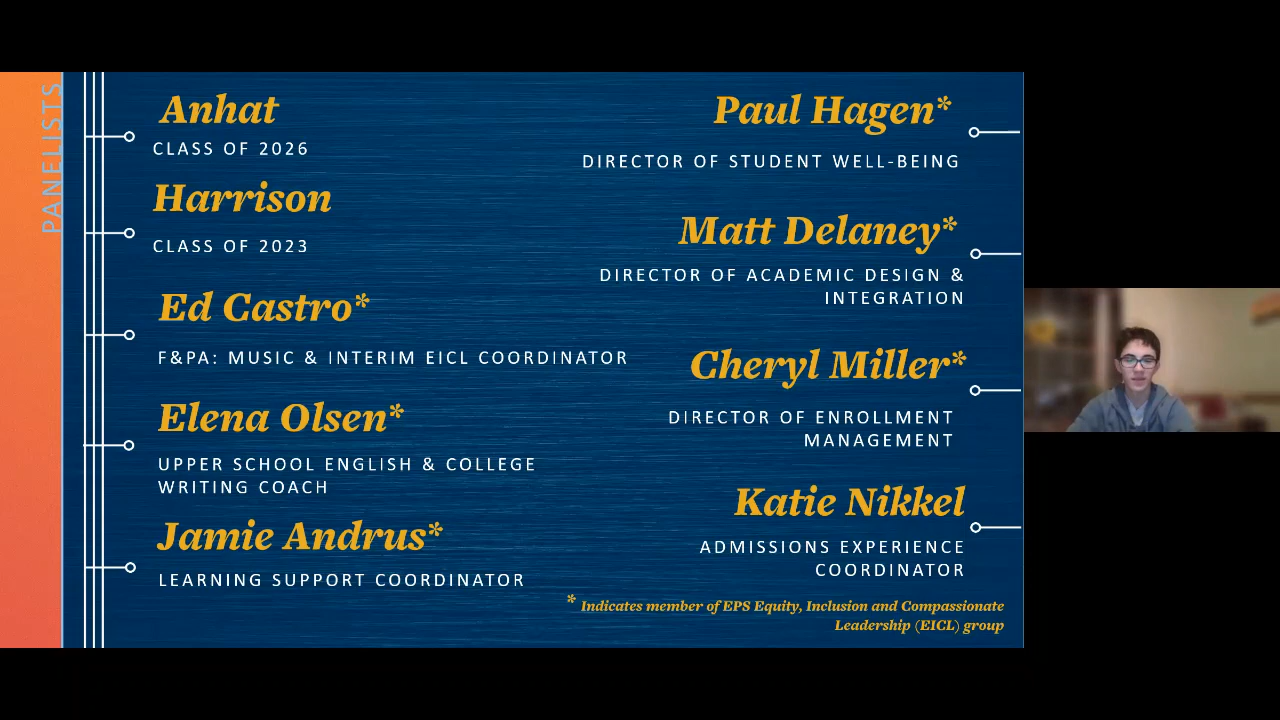 PANELISTS
Anhat
CLASS OF 2026
Harrison
CLASS OF 2023
Ed Castro*
F&PA: MUSIC & INTERIM EICL COORDINATOR
Elena Olsen*
UPPER SCHOOL ENGLISH & COLLEGE
WRITING COACH
Jamie Andrus*
LEARNING SUPPORT COORDINATOR
Paul Hagen*
DIRECTOR OF STUDENT WELL-BEING
Matt Delaney*
DIRECTOR OF ACADEMIC DESIGN &
INTEGRATION
Cheryl Miller*
DIRECTOR OF ENROLLMENT
MANAGEMENT
Katie Nikkel
ADMISSIONS EXPERIENCE
COORDINATOR
* Indicates member of EPS Equity, Inclusion and Compassionate
Leadership (EICL) group